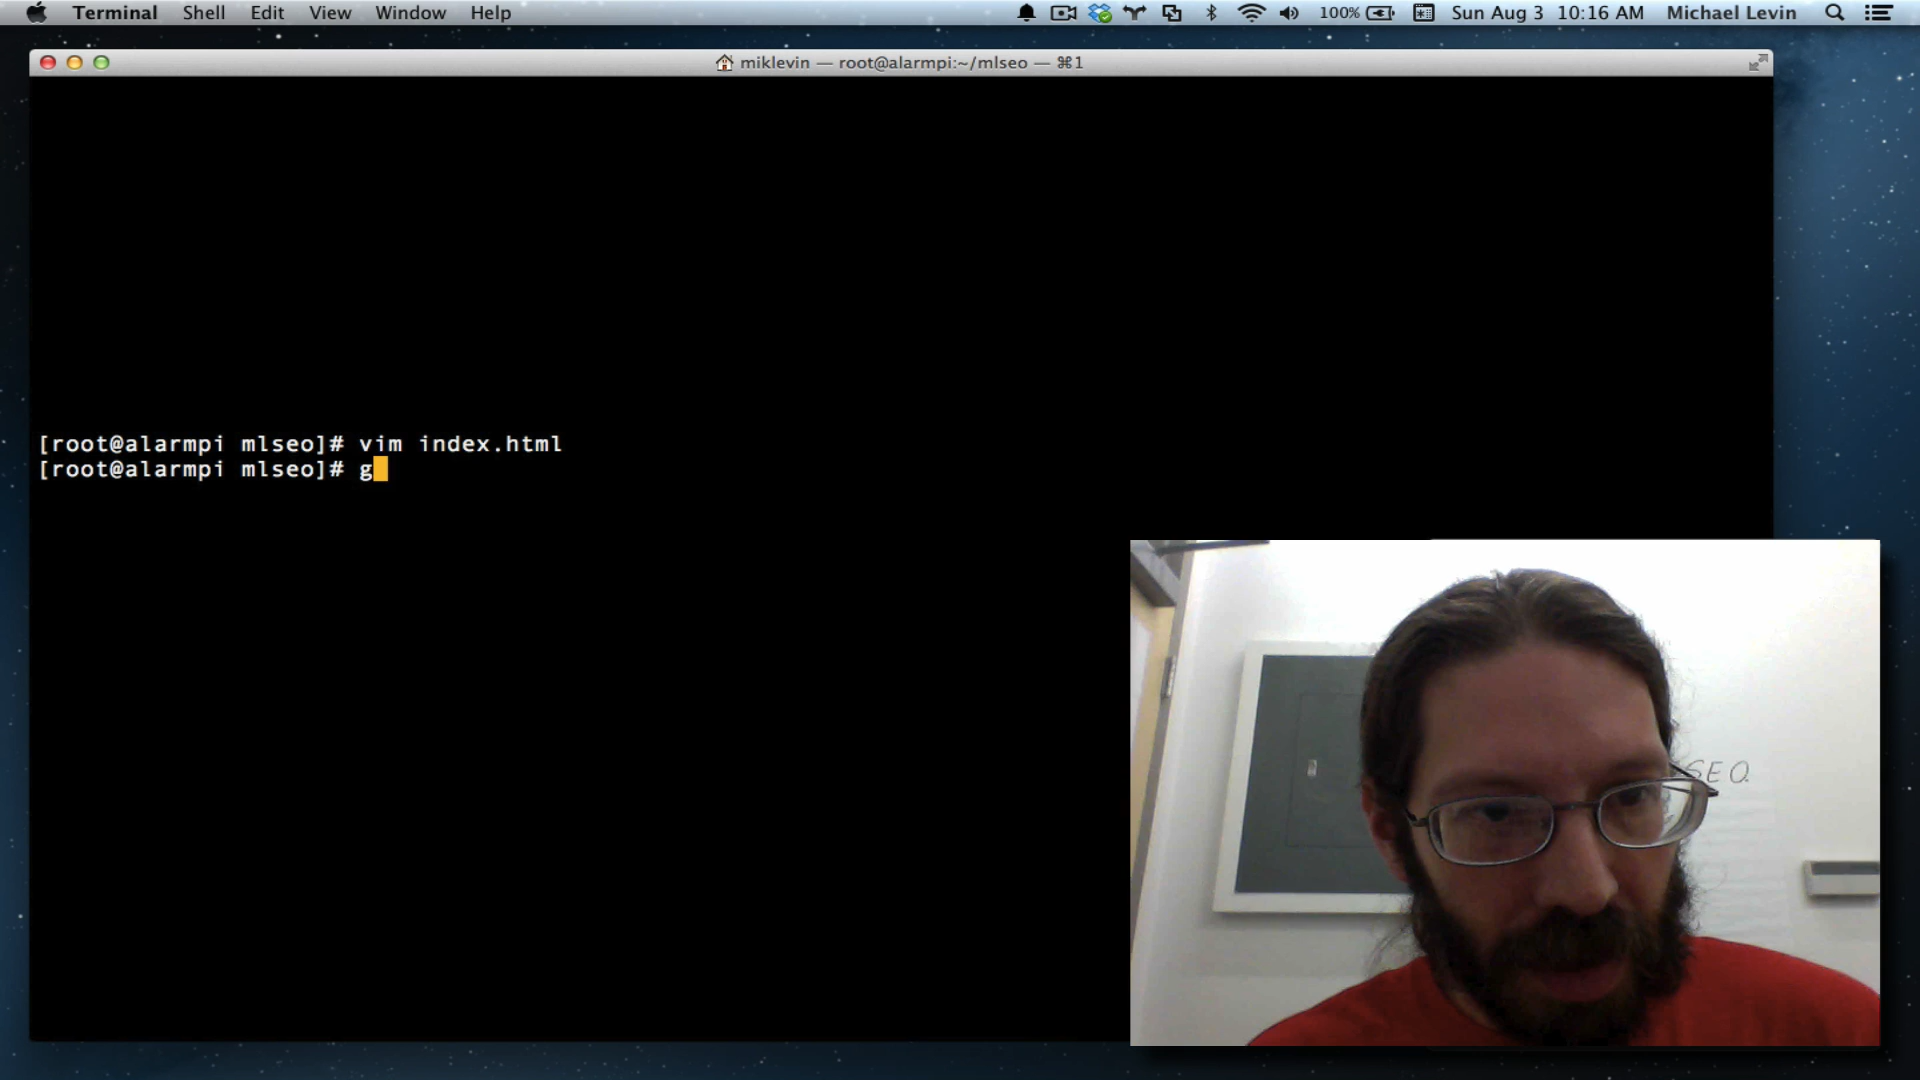 Terminal Shell Edit View Window Help 100% Sun Aug 3 10:16 AM Michael Levin
miklevin — root@alarmpi:~/mlseo — ⌘1
[root@alarmpi mlseo]# vim index.html
[root@alarmpi mlseo]# g
SEO